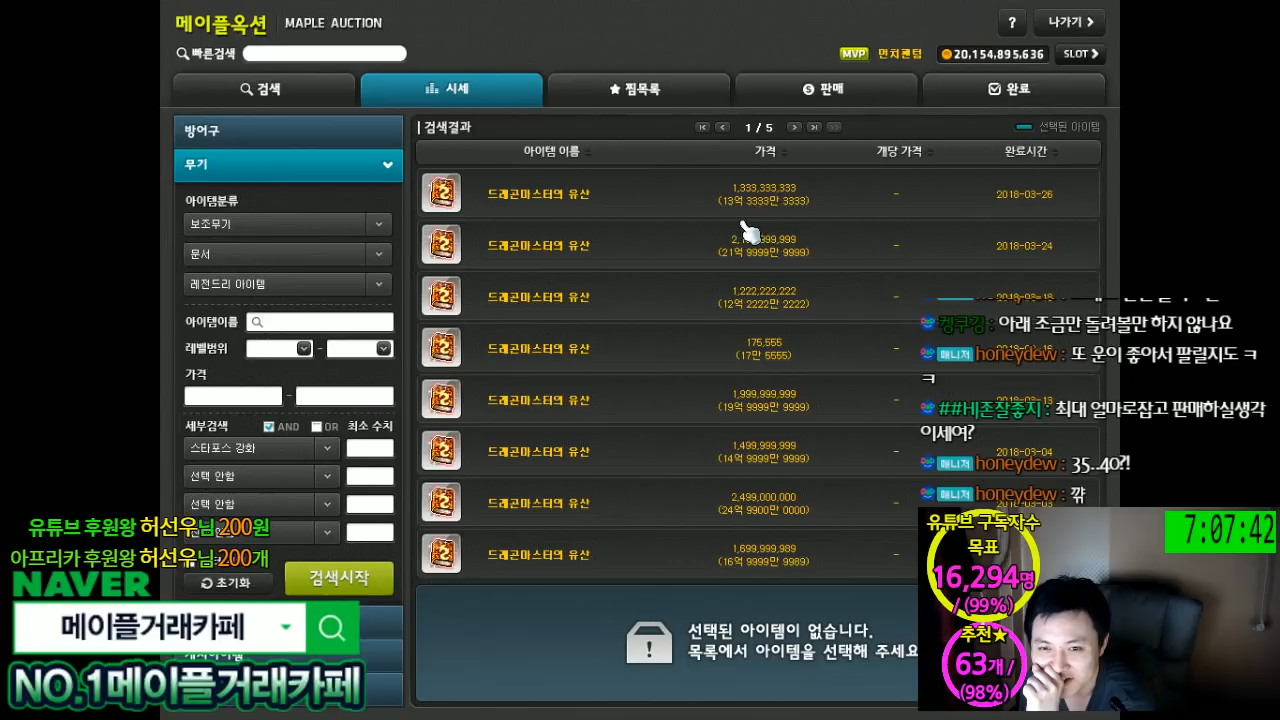 메이플옥션 MAPLE AUCTION
? 나가기
빠른검색
MVP 먼치켄텀 20,154,895,636 SLOT
검색 시세 찜목록 판매 완료
방어구
무기
아이템분류
보조무기
문서
레전드리 아이템
아이템이름
레벨범위 -
가격
-
세부검색 AND OR 최소 수치
스타포스 강화
선택 안함
선택 안함
초기화 검색시작
검색결과 1 / 5 선택된 아이템
아이템 이름 가격 개당 가격 완료시간
드래곤마스터의 유산 1,333,333,333 - 2018-03-26
(13억 3333만 3333)
드래곤마스터의 유산 - 2018-03-24
(21억 9999만 9999)
드래곤마스터의 유산 1,222,222,222 -
(12억 2222만 2222)
드래곤마스터의 유산 175,555 -
(17만 5555)
드래곤마스터의 유산 1,999,999,999 -
(19억 9999만 9999)
드래곤마스터의 유산 1,499,999,999 - 2018-03-04
(14억 9999만 9999)
드래곤마스터의 유산 2,499,000,000 -
(24억 9900만 0000)
드래곤마스터의 유산 1,699,999,989 -
(16억 9999만 9989)
선택된 아이템이 없습니다.
목록에서 아이템을 선택해 주세요
켕구깅 : 아래 조금만 돌려볼만 하지 않나요
매니저 honeydew : 또 운이 좋아서 팔릴지도 ㅋ
ㅋ
##H|존잘좋지 : 최대 얼마로잡고 판매하실생각
이세여?
매니저 honeydew : 35..40?!
매니저 honeydew : 꺆
유튜브 후원왕 허선우님 200원
아프리카 후원왕 허선우님 200개
NAVER
메이플거래카페
NO.1메이플거래카페
유튜브 구독자수
목표
16,294명
/ (99%)
추천★
63개 /
(98%)
7:07:42